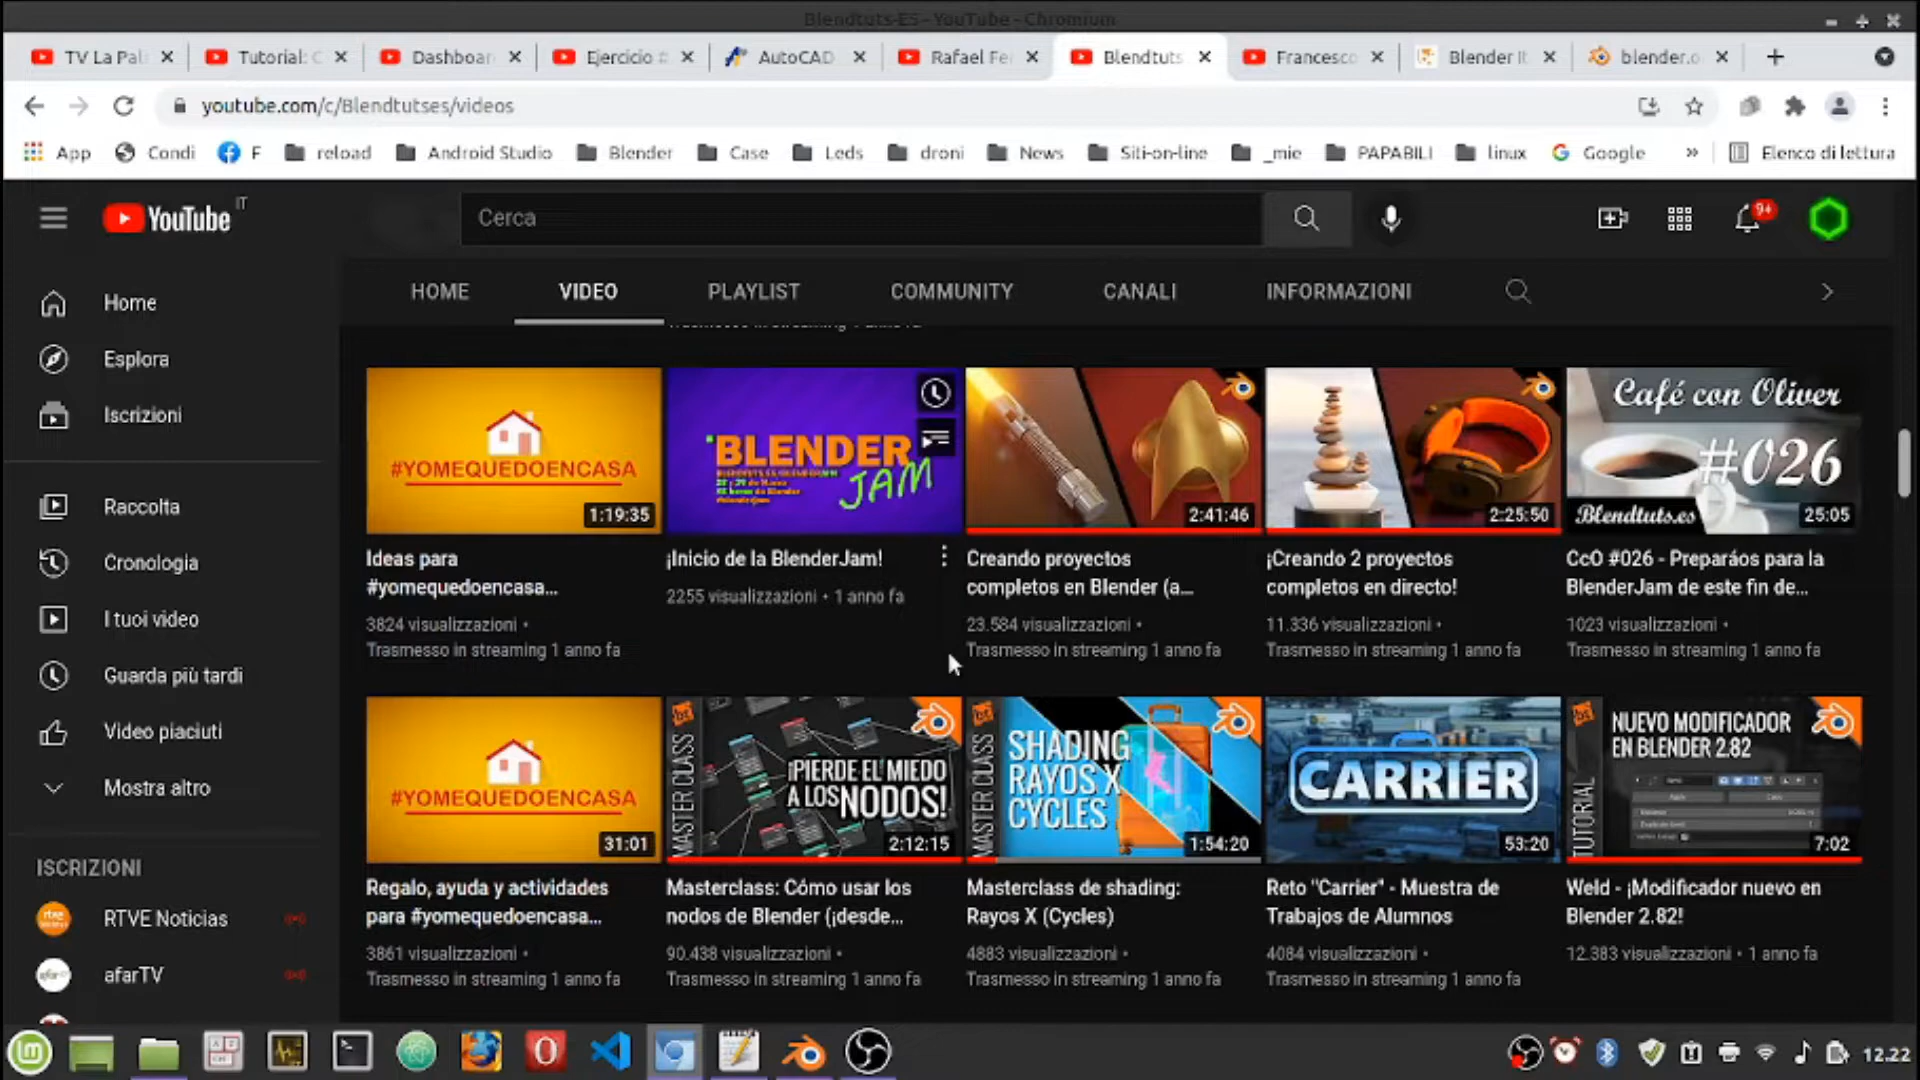 Blendtuts-ES - YouTube - Chromium
TV La Pal
Tutorial: C
Dashboar
Ejercicio #
AutoCAD
Rafael Fe
Blendtuts
Francesco
Blender It
blender.o
youtube.com/c/Blendtutses/videos
App
Condi
F
reload
Android Studio
Blender
Case
Leds
droni
News
Siti-on-line
_mie
PAPABILI
linux
Google
»
Elenco di lettura
YouTube IT
Cerca
9+
HOME
VIDEO
PLAYLIST
COMMUNITY
CANALI
INFORMAZIONI
Home
Esplora
Iscrizioni
Raccolta
Cronologia
I tuoi video
Guarda più tardi
Video piaciuti
Mostra altro
ISCRIZIONI
RTVE Noticias
afarTV
Trasmesso in streaming 1 anno fa
#YOMEQUEDOENCASA
1:19:35
Ideas para
#yomequedoencasa...
3824 visualizzazioni •
Trasmesso in streaming 1 anno fa
BLENDER
JAM
¡Inicio de la BlenderJam!
2255 visualizzazioni • 1 anno fa
2:41:46
Creando proyectos
completos en Blender (a...
23.584 visualizzazioni •
Trasmesso in streaming 1 anno fa
2:25:50
¡Creando 2 proyectos
completos en directo!
11.336 visualizzazioni •
Trasmesso in streaming 1 anno fa
Café con Oliver
#026
Blendtuts.es
25:05
CcO #026 - Preparáos para la
BlenderJam de este fin de...
1023 visualizzazioni •
Trasmesso in streaming 1 anno fa
#YOMEQUEDOENCASA
31:01
Regalo, ayuda y actividades
para #yomequedoencasa...
3861 visualizzazioni •
Trasmesso in streaming 1 anno fa
MASTER CLASS
¡PIERDE EL MIEDO
A LOS NODOS!
2:12:15
Masterclass: Cómo usar los
nodos de Blender (¡desde...
90.438 visualizzazioni •
Trasmesso in streaming 1 anno fa
MASTER CLASS
SHADING
RAYOS X
CYCLES
1:54:20
Masterclass de shading:
Rayos X (Cycles)
4883 visualizzazioni •
Trasmesso in streaming 1 anno fa
CARRIER
53:20
Reto "Carrier" - Muestra de
Trabajos de Alumnos
4084 visualizzazioni •
Trasmesso in streaming 1 anno fa
TUTORIAL
NUEVO MODIFICADOR
EN BLENDER 2.82
7:02
Weld - ¡Modificador nuevo en
Blender 2.82!
12.383 visualizzazioni • 1 anno fa
12.22